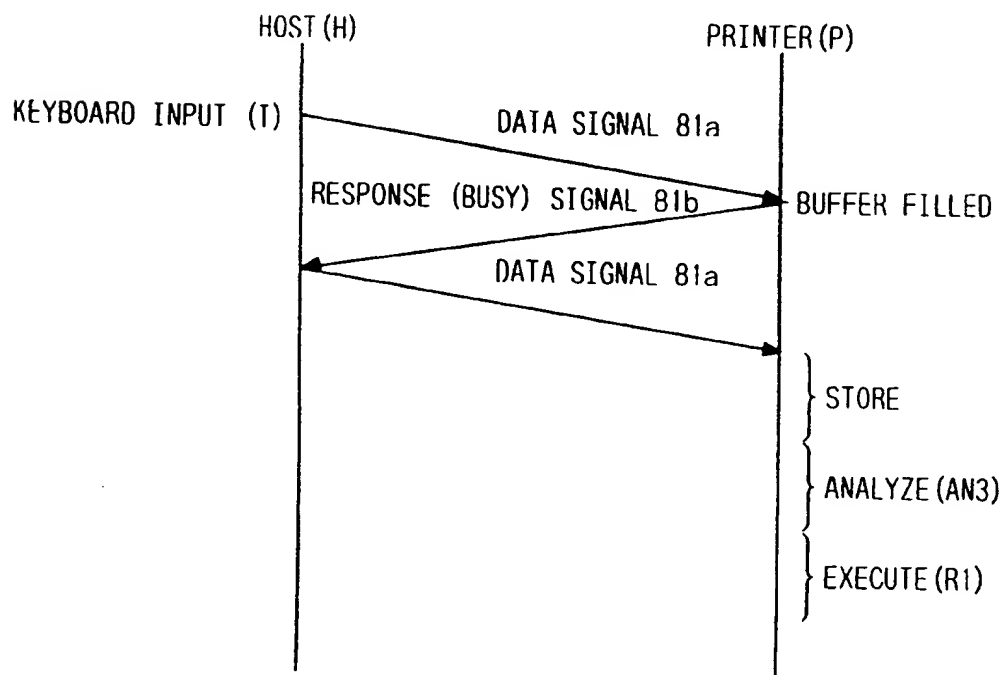 HOST(H)
PRINTER(P)
KEYBOARD INPUT (T)
DATA SIGNAL 81a
RESPONSE (BUSY) SIGNAL 81b
BUFFER FILLED
DATA SIGNAL 81a
STORE
ANALYZE(AN3)
EXECUTE(R1)